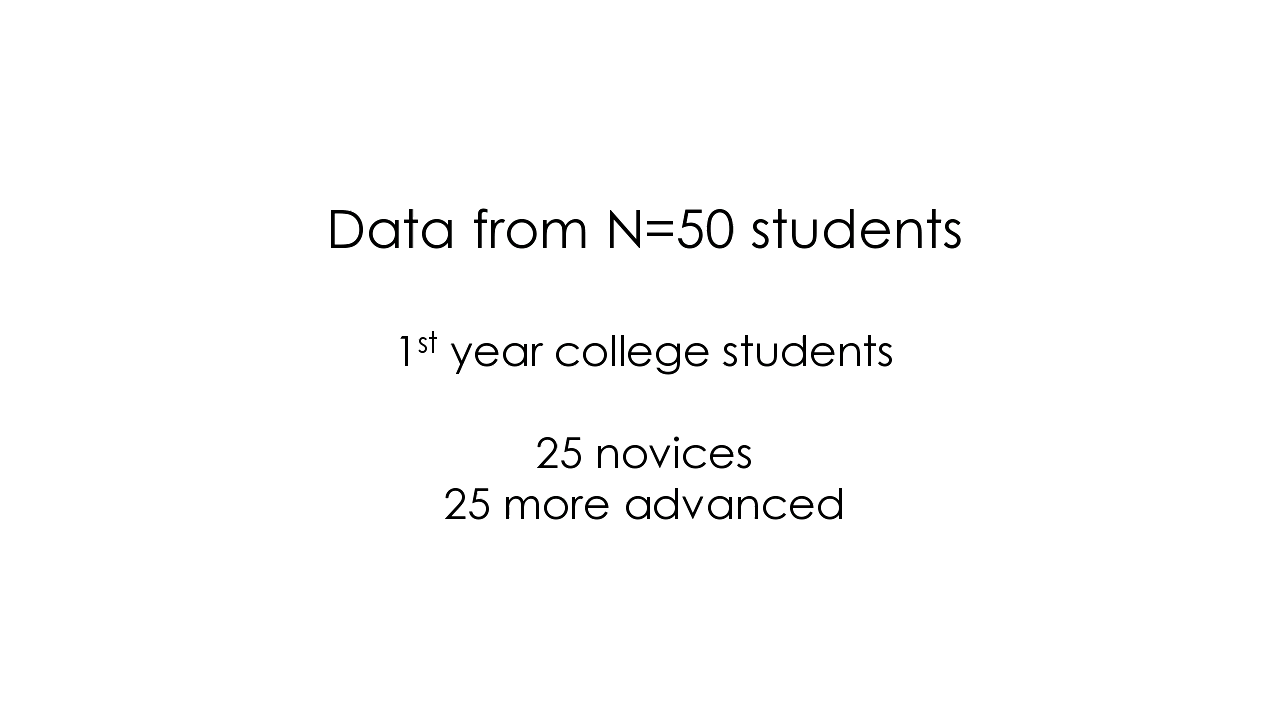 Data from N=50 students
1st year college students
25 novices
25 more advanced